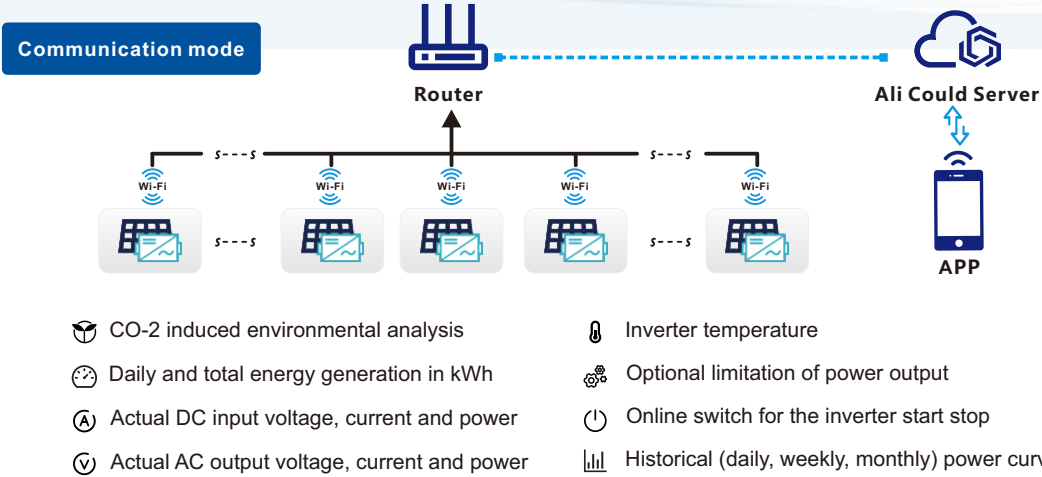 Communication mode
Router
Ali Could Server
s---s
s---s
Wi-Fi
Wi-Fi
Wi-Fi
Wi-Fi
Wi-Fi
s---s
s---s
APP
CO-2 induced environmental analysis
Inverter temperature
Daily and total energy generation in kWh
Optional limitation of power output
A Actual DC input voltage, current and power
Online switch for the inverter start stop
V Actual AC output voltage, current and power
Historical (daily, weekly, monthly) power curv